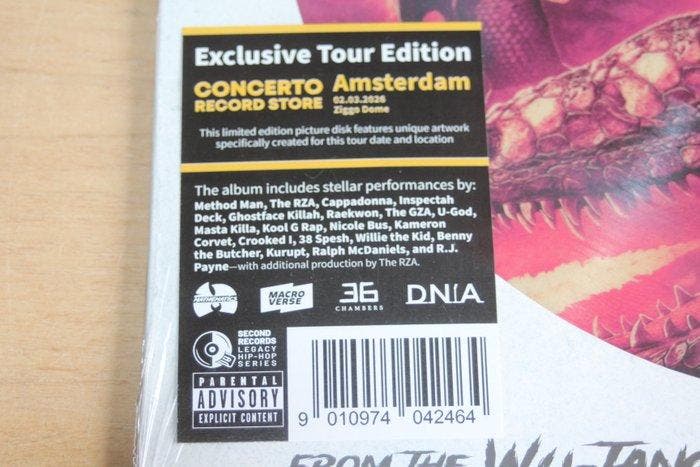 Exclusive Tour Edition
CONCERTO
RECORD STORE
Amsterdam
02.03.2026
Ziggo Dome
This limited edition picture disk features unique artwork
specifically created for this tour date and location
The album includes stellar performances by:
Method Man, The RZA, Cappadonna, Inspectah
Deck, Ghostface Killah, Raekwon, The GZA, U-God,
Masta Killa, Kool G Rap, Nicole Bus, Kameron
Corvet, Crooked I, 38 Spesh, Willie the Kid, Benny
the Butcher, Kurupt, Ralph McDaniels, and R.J.
Payne—with additional production by The RZA.
MATHEMATICS
MACRO
VERSE
36
CHAMBERS
DNA
SECOND
RECORDS
LEGACY
HIP-HOP
SERIES
PARENTAL
ADVISORY
EXPLICIT CONTENT
9 010974 042464
FROM THE WU-TANG